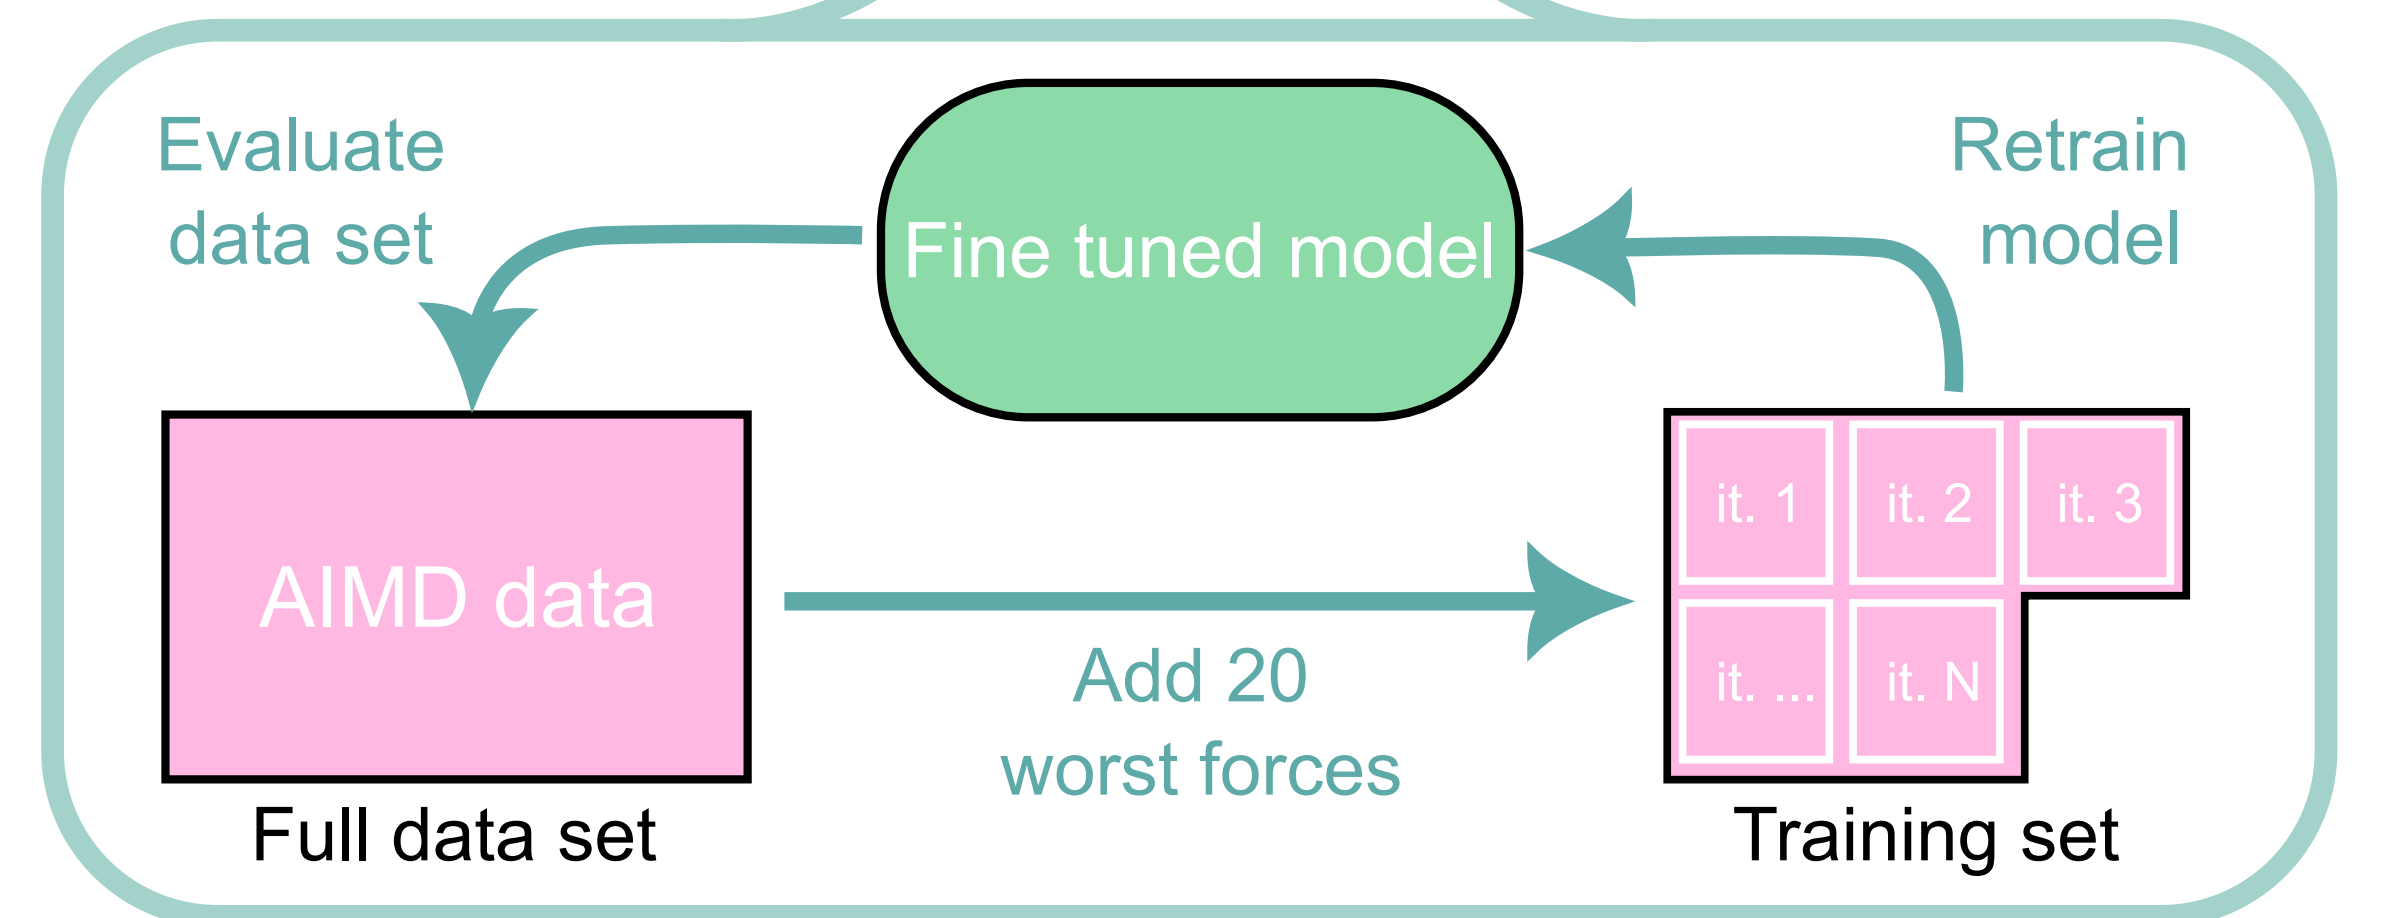 Evaluate
data set
Fine tuned model
Retrain
model
AIMD data
Full data set
Add 20
worst forces
it. 1
it. 2
it. 3
it. ...
it. N
Training set